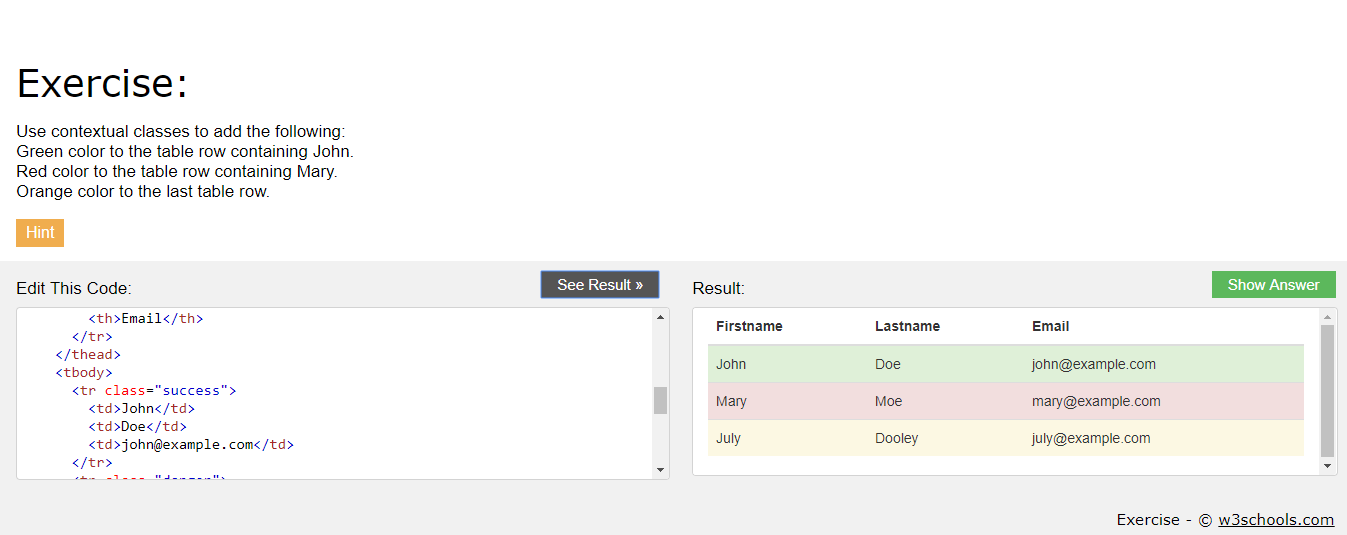 Exercise:
Use contextual classes to add the following:
Green color to the table row containing John.
Red color to the table row containing Mary.
Orange color to the last table row.
Hint
Edit This Code:
See Result »
<th>Email</th>
</tr>
</thead>
<tbody>
<tr class="success">
<td>John</td>
<td>Doe</td>
<td>john@example.com</td>
</tr>
<tr class="danger">
Result:
Show Answer
Firstname Lastname Email
John Doe john@example.com
Mary Moe mary@example.com
July Dooley july@example.com
Exercise - © w3schools.com